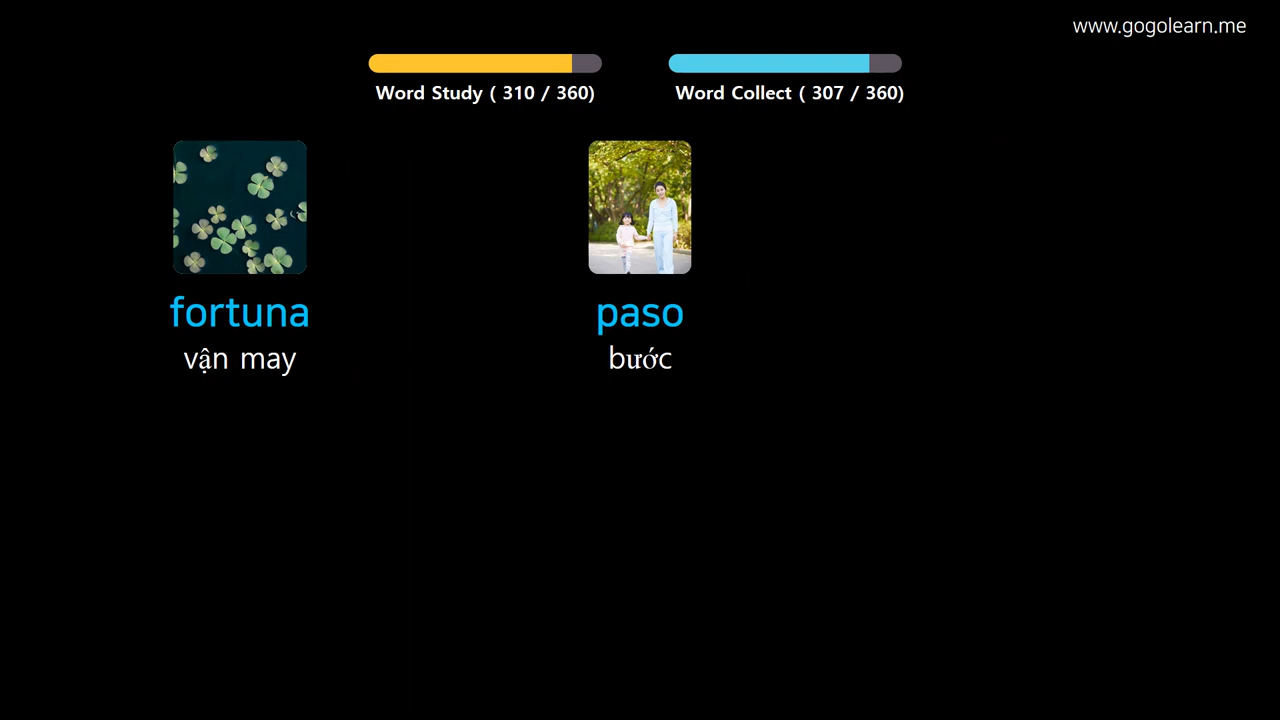 www.gogolearn.me
Word Study ( 310 / 360)
Word Collect ( 307 / 360)
fortuna
vận may
paso
bước